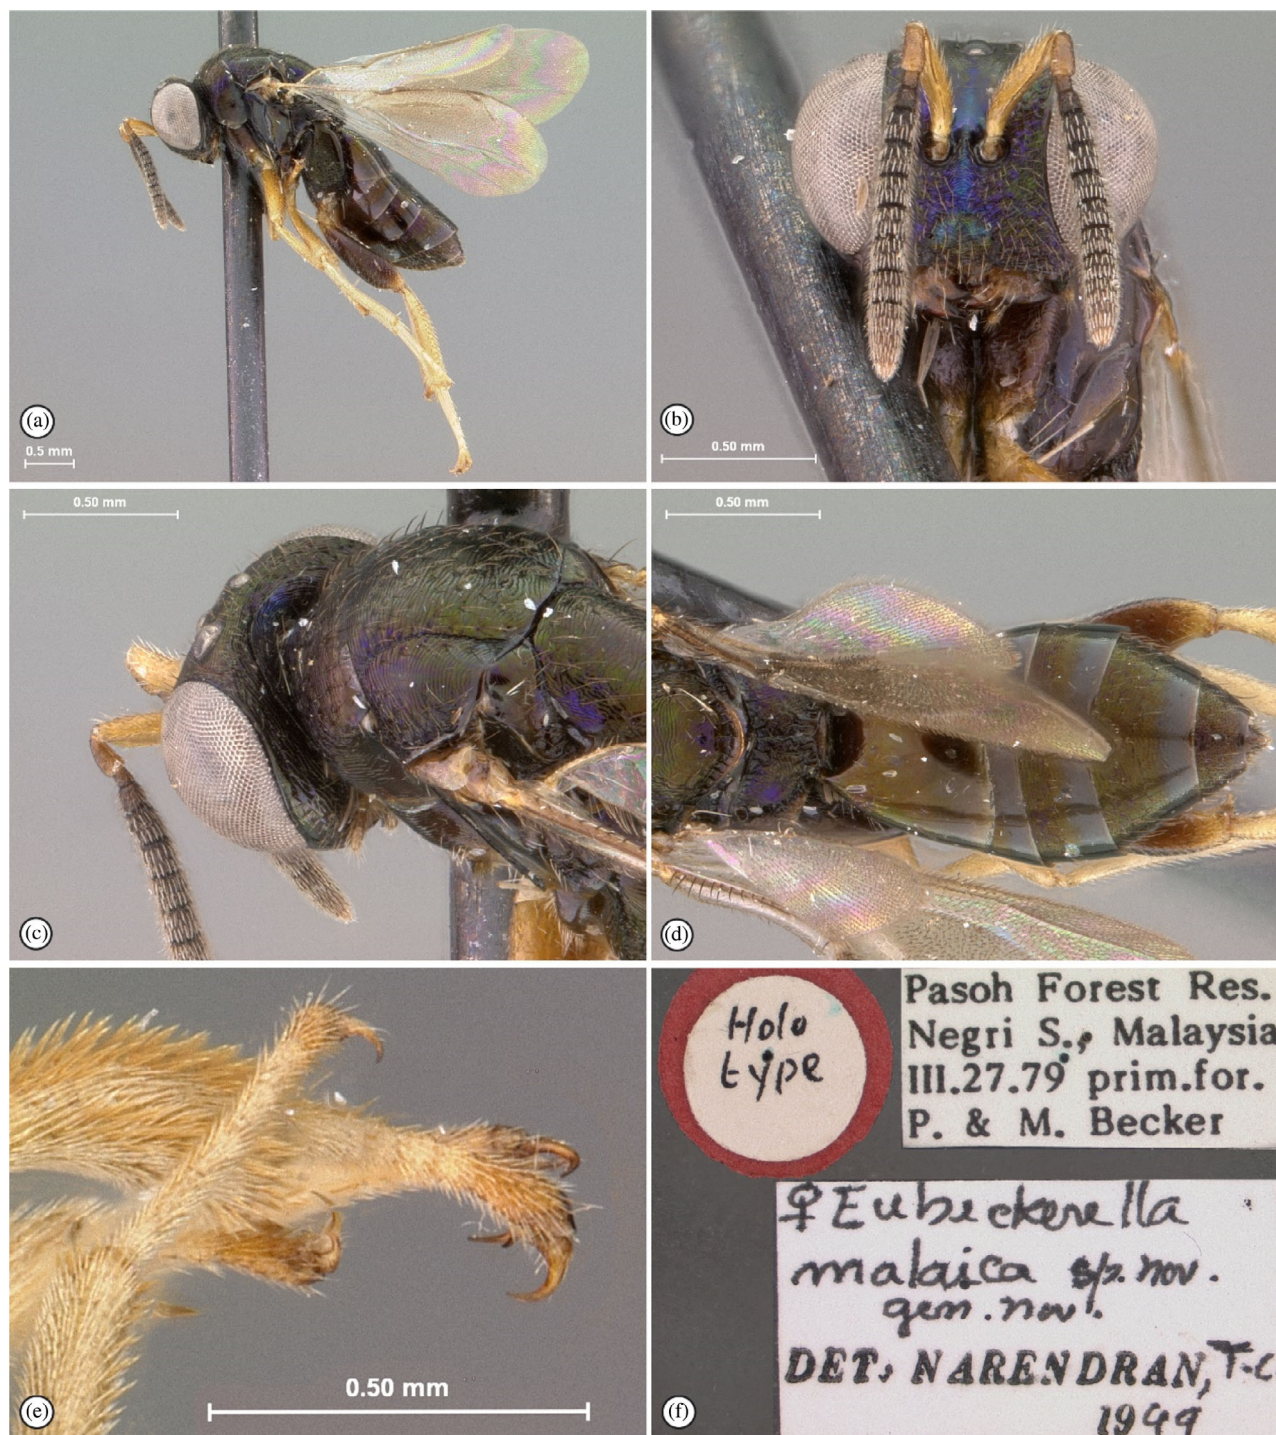 (a)
0.5 mm
(b)
0.50 mm
0.50 mm
(c)
0.50 mm
(d)
(e)
0.50 mm
Holo
type
Pasoh Forest Res.
Negri S., Malaysia
III.27.79 prim.for.
P. & M. Becker
♀ Eubeckerella
malaica sp. nov.
gen. nov.
DET. NARENDRAN, T.C
1999
(f)